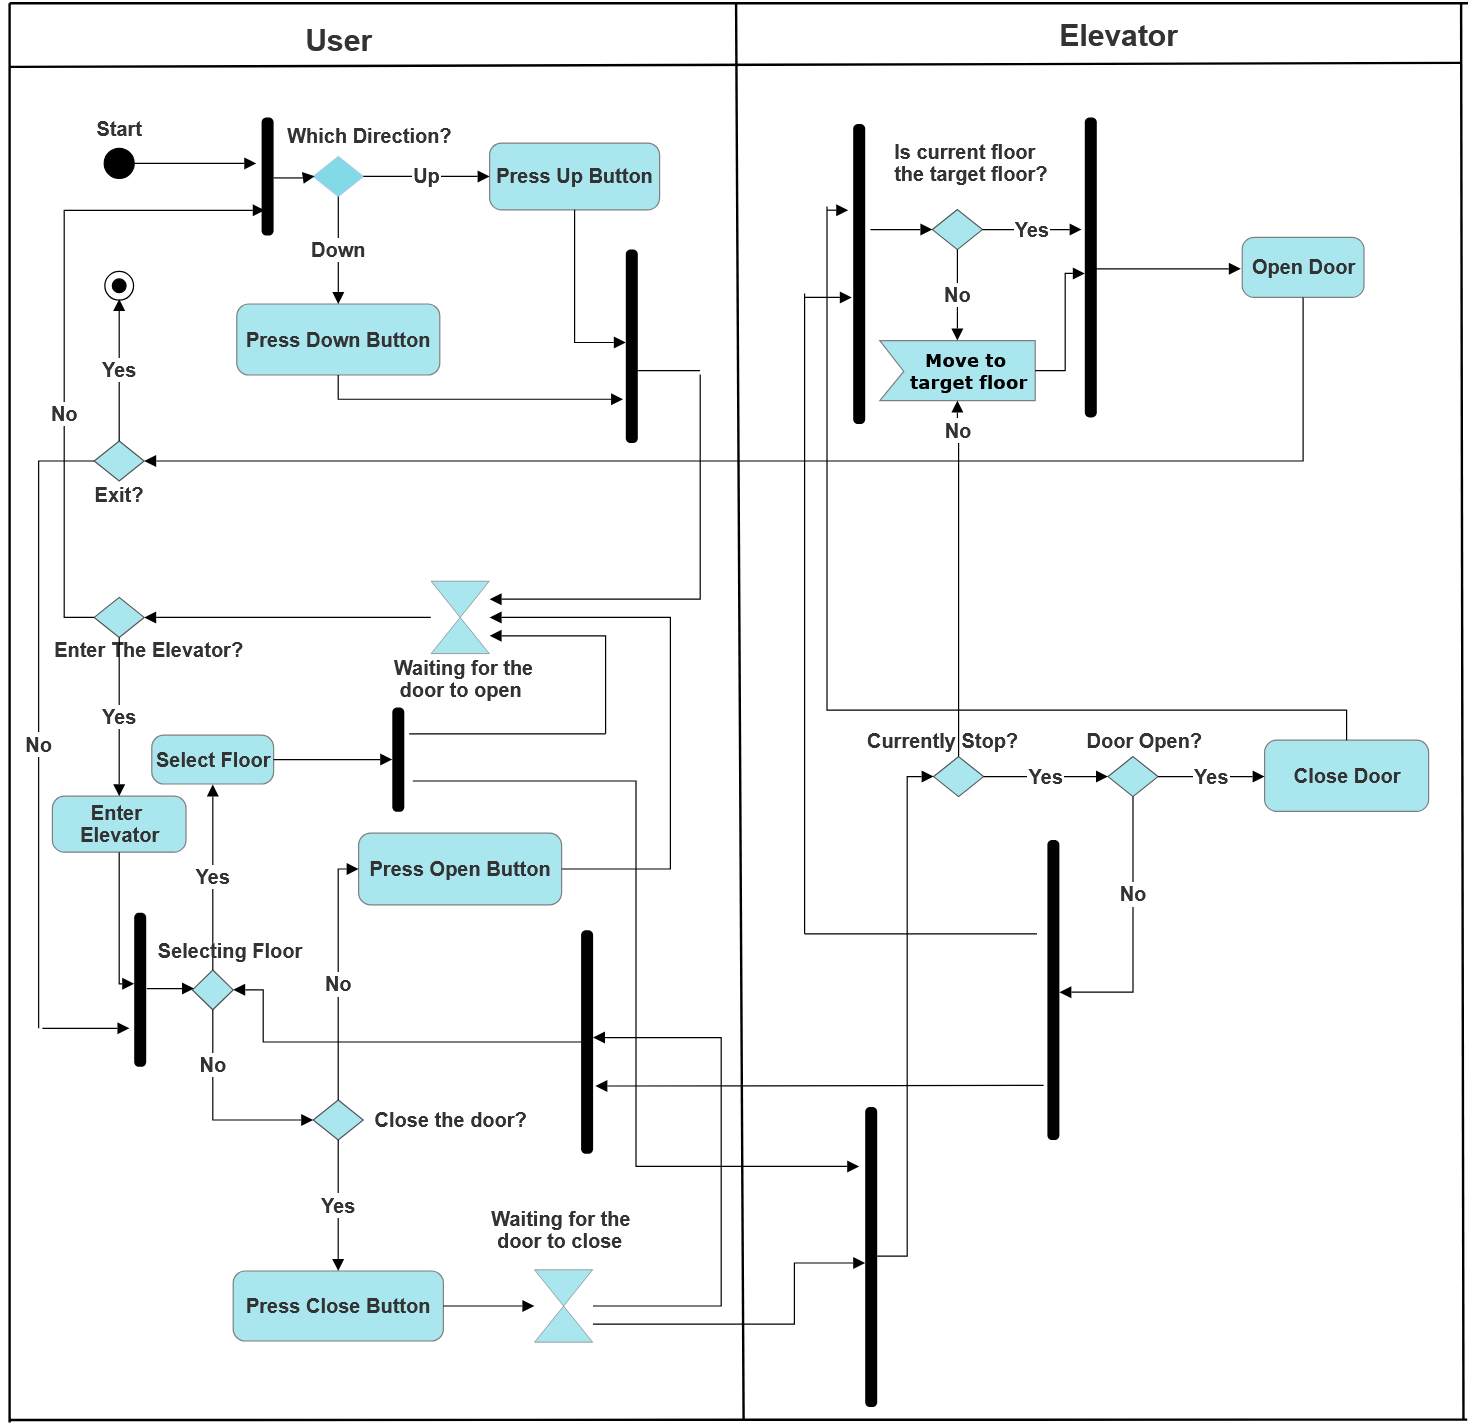 User
Elevator
Start
Which Direction?
Up
Press Up Button
Down
Press Down Button
Yes
No
Exit?
Is current floor
the target floor?
Yes
Open Door
No
Move to
target floor
No
Enter The Elevator?
Waiting for the
door to open
Yes
No
Select Floor
Enter
Elevator
Currently Stop?
Door Open?
Yes
Yes
Close Door
Press Open Button
Yes
No
Selecting Floor
No
No
Close the door?
Yes
Waiting for the
door to close
Press Close Button